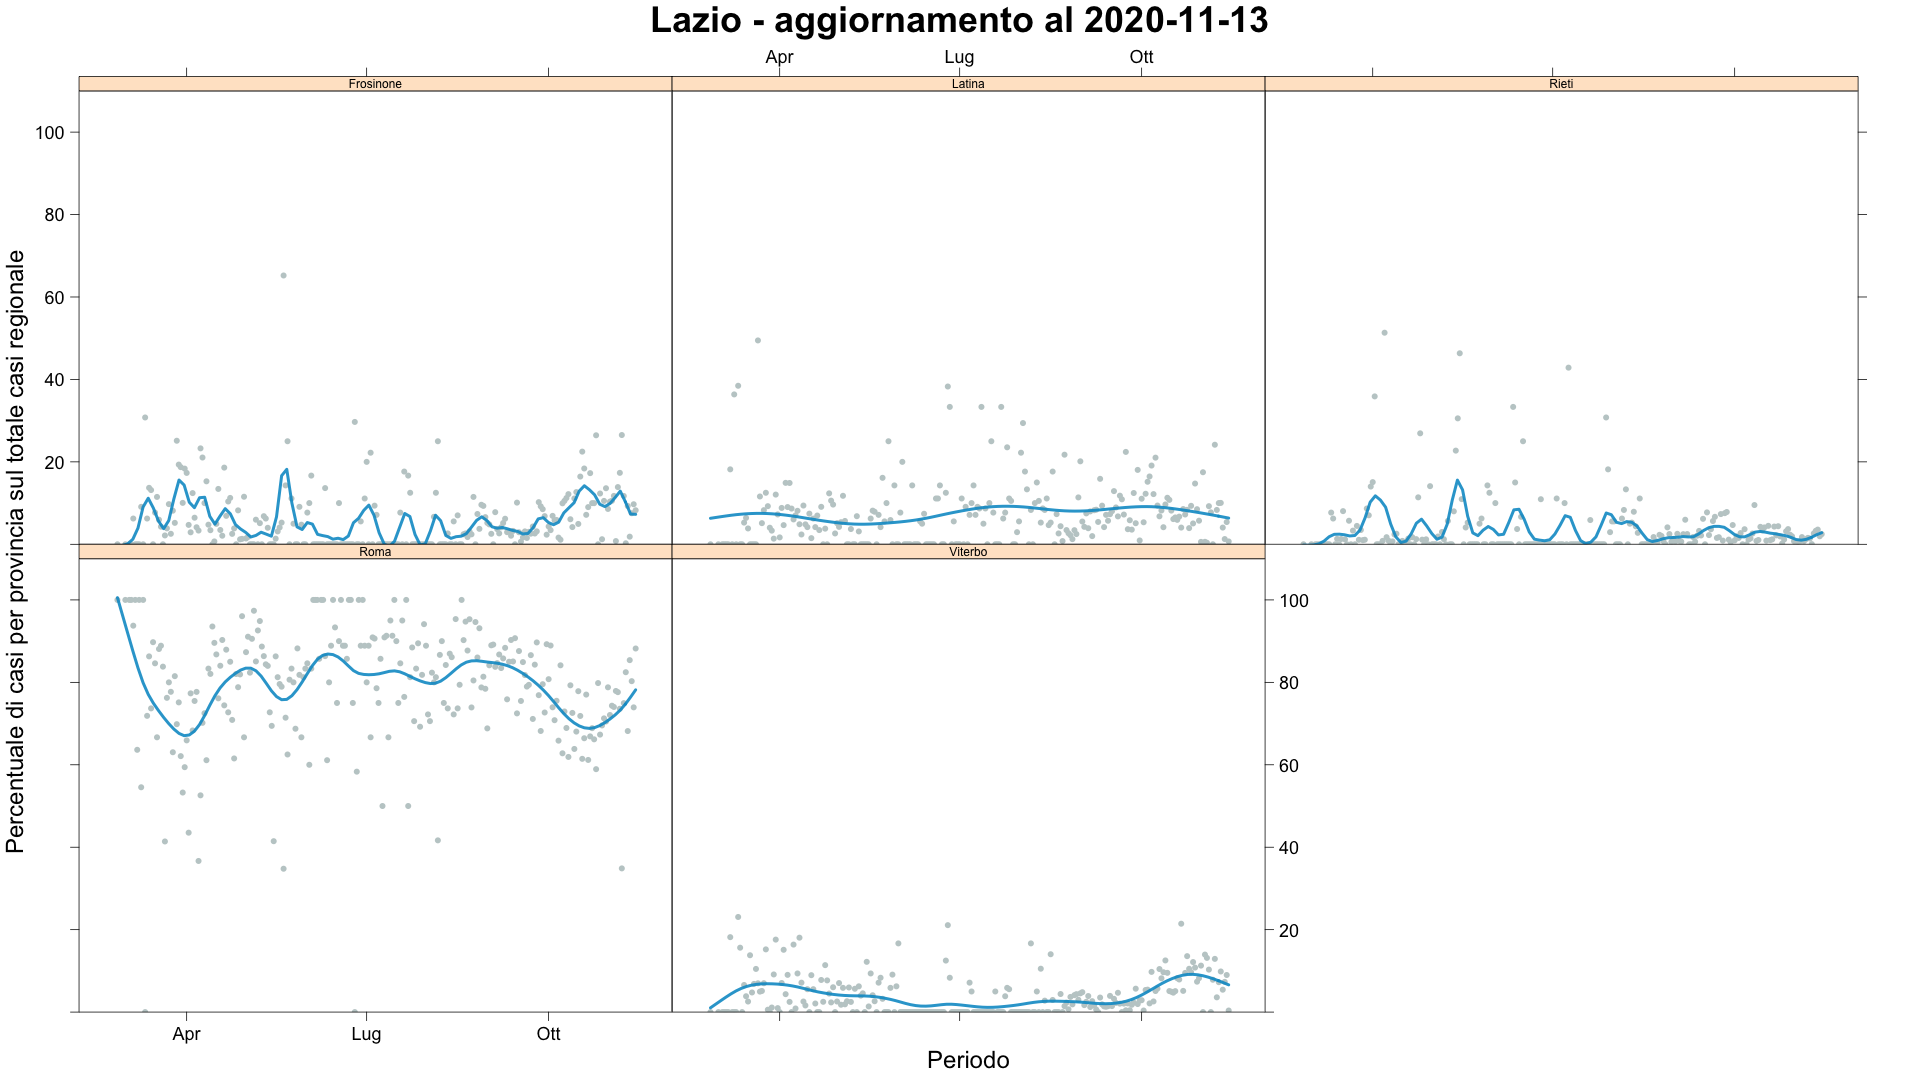 Lazio - aggiornamento al 2020-11-13
Apr Lug Ott
Frosinone Latina Rieti
100
80
60
40
20
Percentuale di casi per provincia sul totale casi regionale
Roma Viterbo
100
80
60
40
20
Apr Lug Ott
Periodo